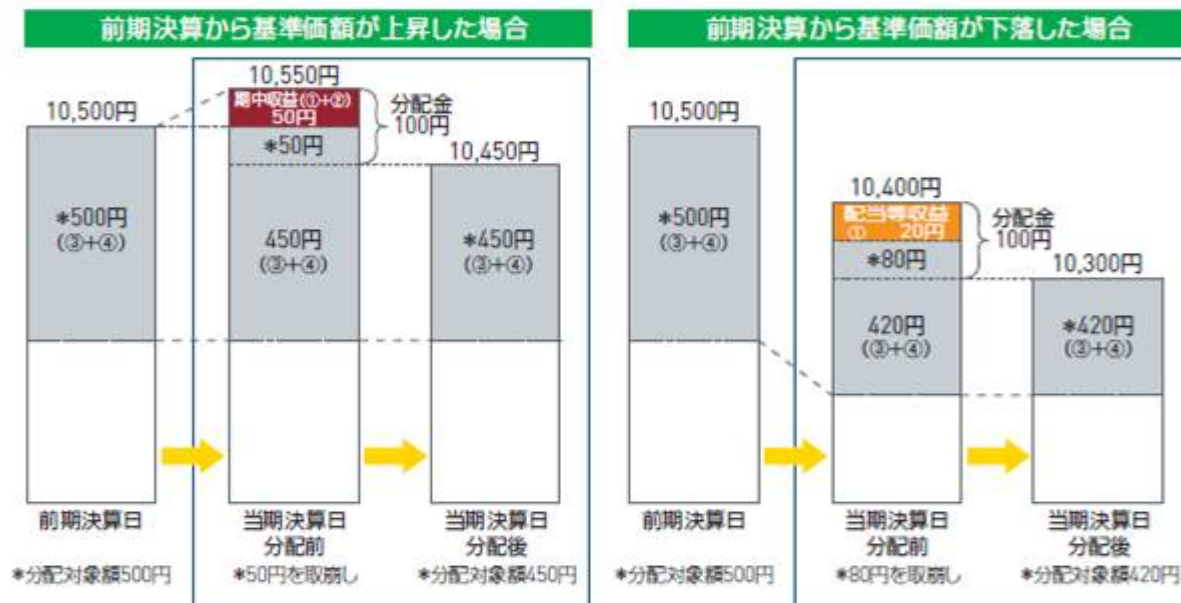 前期決算から基準価額が上昇した場合
10,500円
*500円
(③+④)
前期決算日
*分配対象額500円
10,550円
期中収益(①+②)
50円
*50円
450円
(③+④)
分配金
100円
当期決算日
分配前
*50円を取崩し
10,450円
*450円
(③+④)
当期決算日
分配後
*分配対象額450円
前期決算から基準価額が下落した場合
10,500円
*500円
(③+④)
前期決算日
*分配対象額500円
10,400円
配当等収益
① 20円
*80円
420円
(③+④)
分配金
100円
当期決算日
分配前
*80円を取崩し
10,300円
*420円
(③+④)
当期決算日
分配後
*分配対象額420円